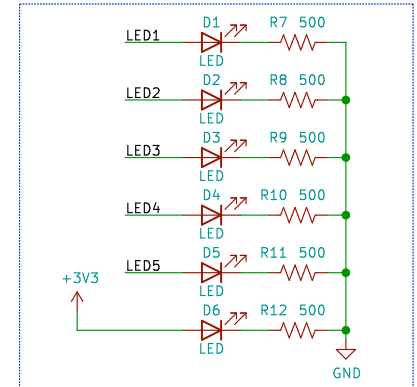 D1 R7 500
LED1
LED
D2 R8 500
LED2
LED
D3 R9 500
LED3
LED
D4 R10 500
LED4
LED
D5 R11 500
LED5
LED
+3V3
D6 R12 500
LED
GND